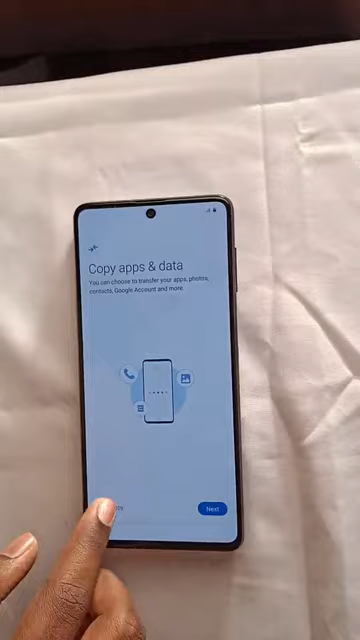 Copy apps & data
You can choose to transfer your apps, photos,
contacts, Google Account and more.
Next